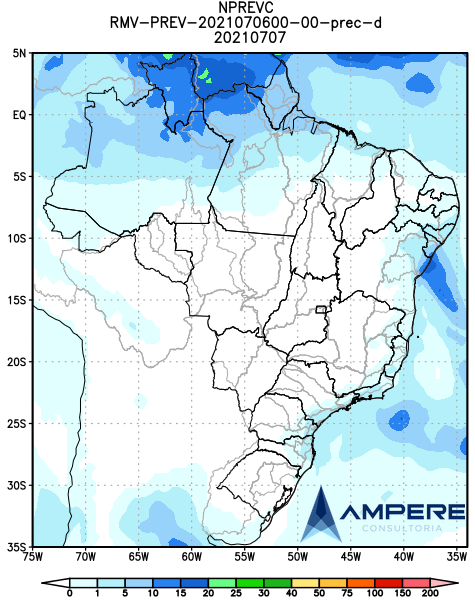 NPREVC
RMV-PREV-2021070600-00-prec-d
20210707
5N
EQ
5S
10S
15S
20S
25S
30S
35S
75W 70W 65W 60W 55W 50W 45W 40W 35W
AMPERE
CONSULTORIA
0 1 5 10 15 20 25 30 40 50 75 100 150 200